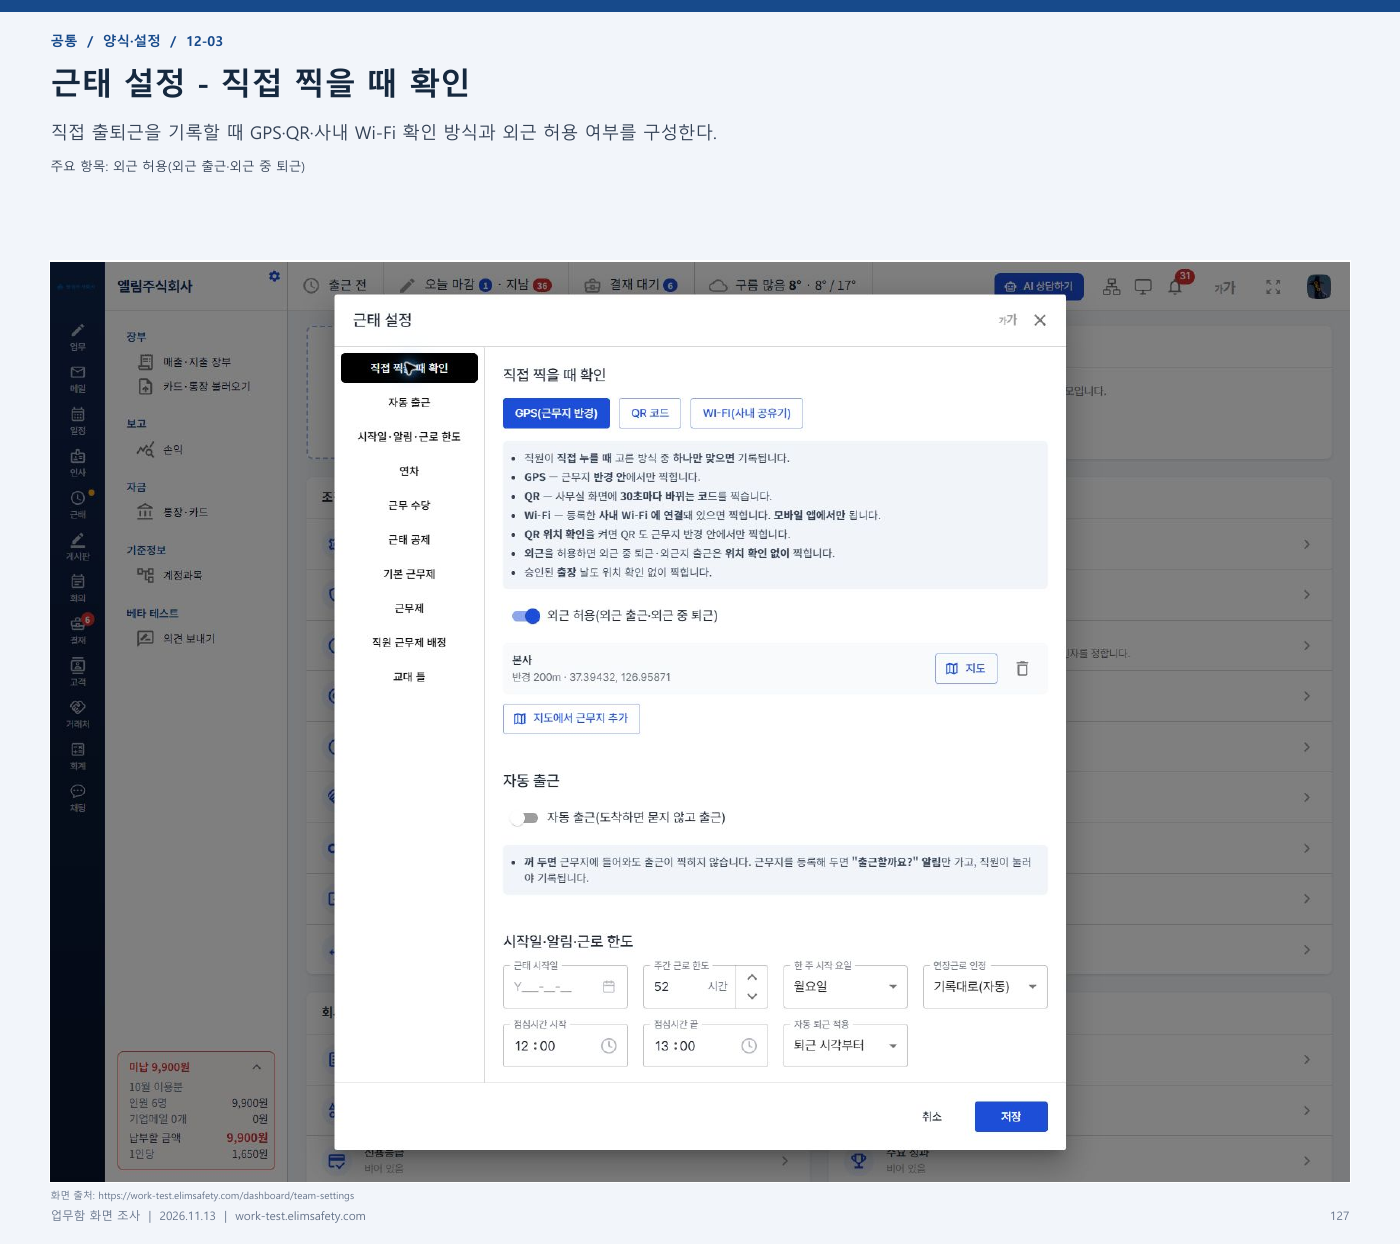 공통 / 양식·설정 / 12-03
근태 설정 - 직접 찍을 때 확인
직접 출퇴근을 기록할 때 GPS·QR·사내 Wi-Fi 확인 방식과 외근 허용 여부를 구성한다.
주요 항목: 외근 허용(외근 출근·외근 중 퇴근)
엘림주식회사
출근 전
오늘 마감 1 · 지남 36
결재 대기 6
구름 많음 8° · 8° / 17°
AI 상담하기
31
가가
업무
메일
일정
인사
근태
게시판
회의
6
결재
고객
거래처
회계
채팅
장부
매출·지출 장부
카드·통장 불러오기
보고
손익
자금
통장·카드
기준정보
계정과목
베타 테스트
의견 보내기
미납 9,900원
10월 이용분
인원 6명 9,900원
기업메일 0개 0원
납부할 금액 9,900원
1인당 1,650원
근태 설정
가가
직접 찍 때 확인
자동 출근
시작일·알림·근로 한도
연차
근무 수당
근태 공제
기본 근무제
근무제
직원 근무제 배정
교대 틀
직접 찍을 때 확인
GPS(근무지 반경)
QR 코드
WI-FI(사내 공유기)
직원이 직접 누를 때 고른 방식 중 하나만 맞으면 기록됩니다.
GPS — 근무지 반경 안에서만 찍힙니다.
QR — 사무실 화면에 30초마다 바뀌는 코드를 찍습니다.
Wi-Fi — 등록한 사내 Wi-Fi 에 연결돼 있으면 찍힙니다. 모바일 앱에서만 됩니다.
QR 위치 확인을 켜면 QR 도 근무지 반경 안에서만 찍힙니다.
외근을 허용하면 외근 중 퇴근·외근지 출근은 위치 확인 없이 찍힙니다.
승인된 출장 날도 위치 확인 없이 찍힙니다.
외근 허용(외근 출근·외근 중 퇴근)
본사
반경 200m · 37.39432, 126.95871
지도
지도에서 근무지 추가
자동 출근
자동 출근(도착하면 묻지 않고 출근)
꺼 두면 근무지에 들어와도 출근이 찍히지 않습니다. 근무지를 등록해 두면 "출근할까요?" 알림만 가고, 직원이 눌러
야 기록됩니다.
시작일·알림·근로 한도
근태 시작일
Y___-__-__
주간 근로 한도
52 시간
한 주 시작 요일
월요일
연장근로 인정
기록대로(자동)
점심시간 시작
12 : 00
점심시간 끝
13 : 00
자동 퇴근 적용
퇴근 시각부터
취소
저장
모입니다.
자를 정합니다.
비어 있음
주요 성과
비어 있음
화면 출처: https://work-test.elimsafety.com/dashboard/team-settings
업무함 화면 조사 | 2026.11.13 | work-test.elimsafety.com
127